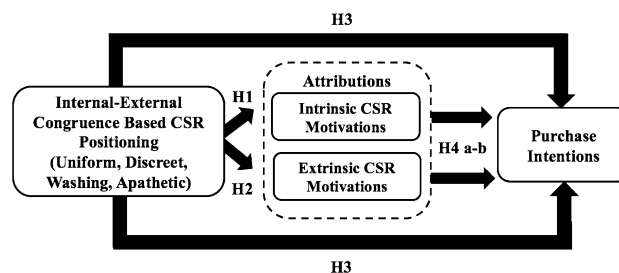 H3
Attributions
H1
Internal-External
Congruence Based CSR
Positioning
(Uniform, Discreet,
Washing, Apathetic)
Intrinsic CSR
Motivations
H4 a-b
Purchase
Intentions
H2
Extrinsic CSR
Motivations
H3